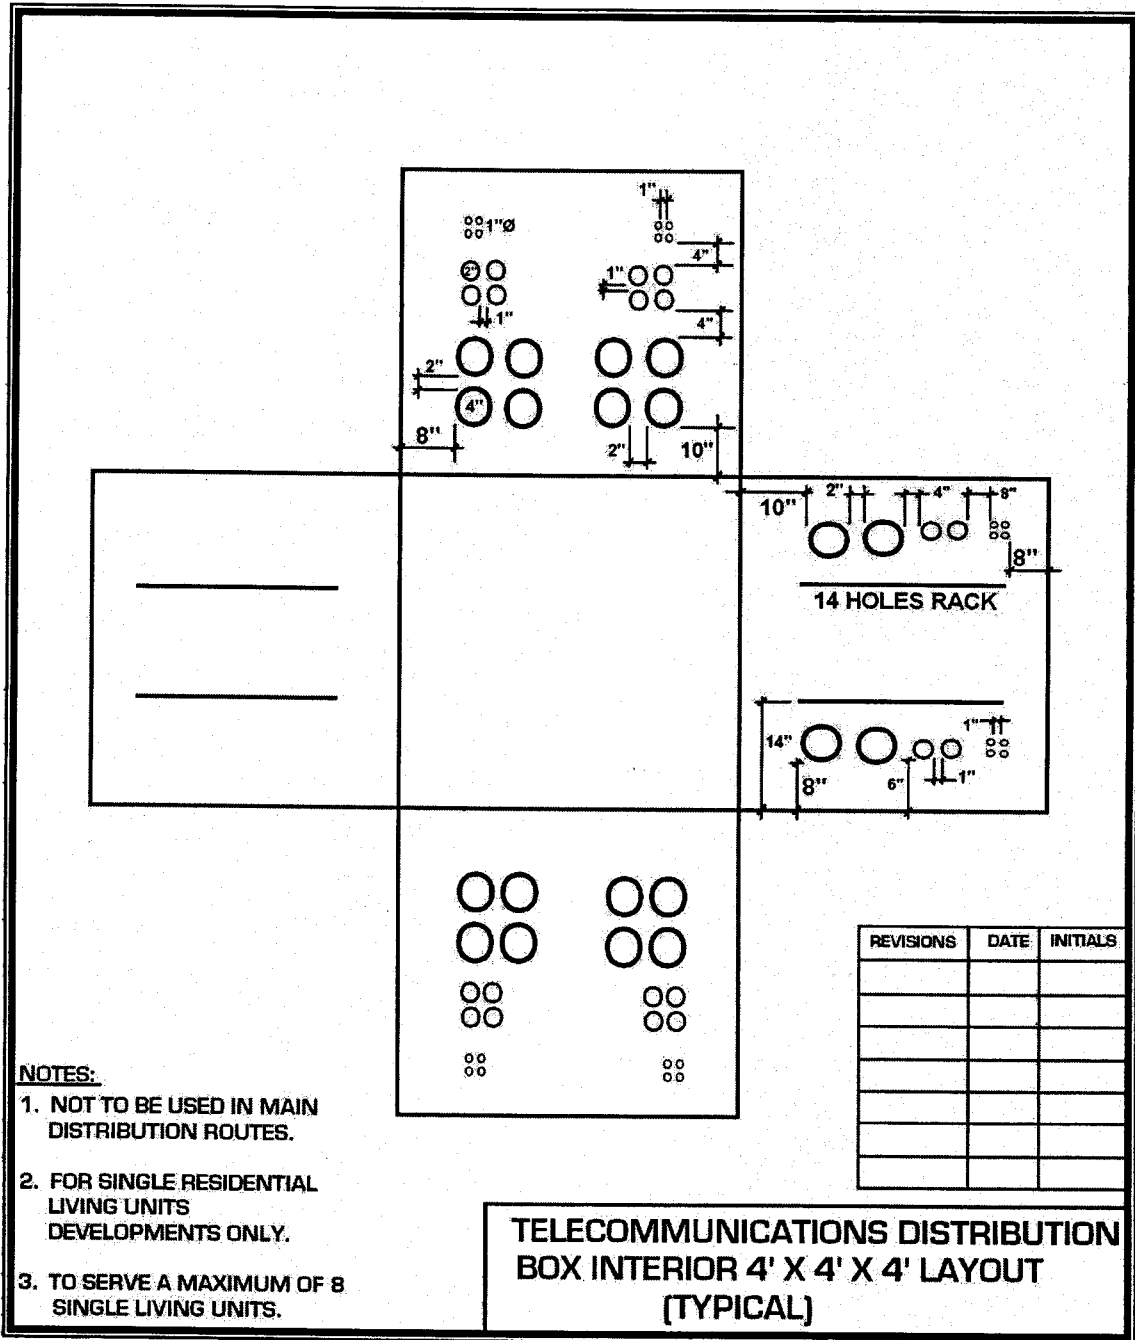 1"
1"Ø
4"
2"
1"
1"
4"
2"
4"
8"
2"
10"
10"
2"
4"
8"
8"
14 HOLES RACK
14"
1"
8"
6"
1"
REVISIONS DATE INITIALS
NOTES:
1. NOT TO BE USED IN MAIN
DISTRIBUTION ROUTES.
2. FOR SINGLE RESIDENTIAL
LIVING UNITS
DEVELOPMENTS ONLY.
3. TO SERVE A MAXIMUM OF 8
SINGLE LIVING UNITS.
TELECOMMUNICATIONS DISTRIBUTION
BOX INTERIOR 4' X 4' X 4' LAYOUT
(TYPICAL)